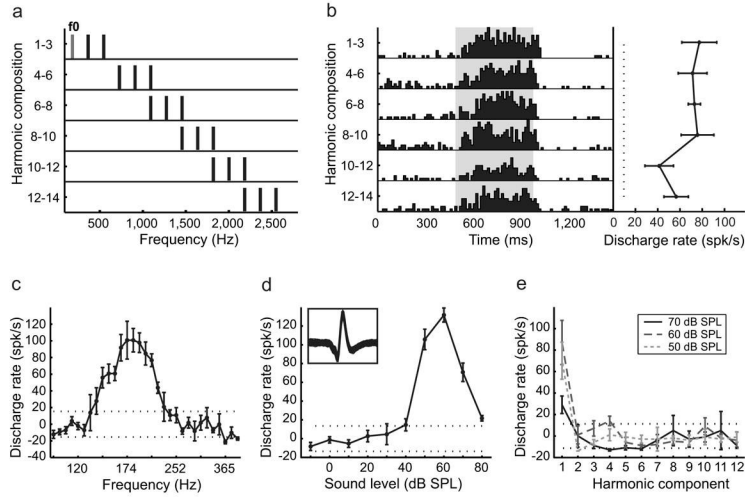 a
f0
Harmonic composition
1-3
4-6
6-8
8-10
10-12
12-14
500 1,000 1,500 2,000 2,500
Frequency (Hz)
b
Harmonic composition
1-3
4-6
6-8
8-10
10-12
12-14
0 300 600 900 1,200
Time (ms)
0 20 40 60 80 100
Discharge rate (spk/s)
c
Discharge rate (spk/s)
120
100
80
60
40
20
0
-20
-40
120 174 252 365
Frequency (Hz)
d
Discharge rate (spk/s)
140
120
100
80
60
40
20
0
-20
0 20 40 60 80
Sound level (dB SPL)
e
Discharge rate (spk/s)
100
80
60
40
20
0
-20
70 dB SPL
60 dB SPL
50 dB SPL
1 2 3 4 5 6 7 8 9 10 11 12
Harmonic component